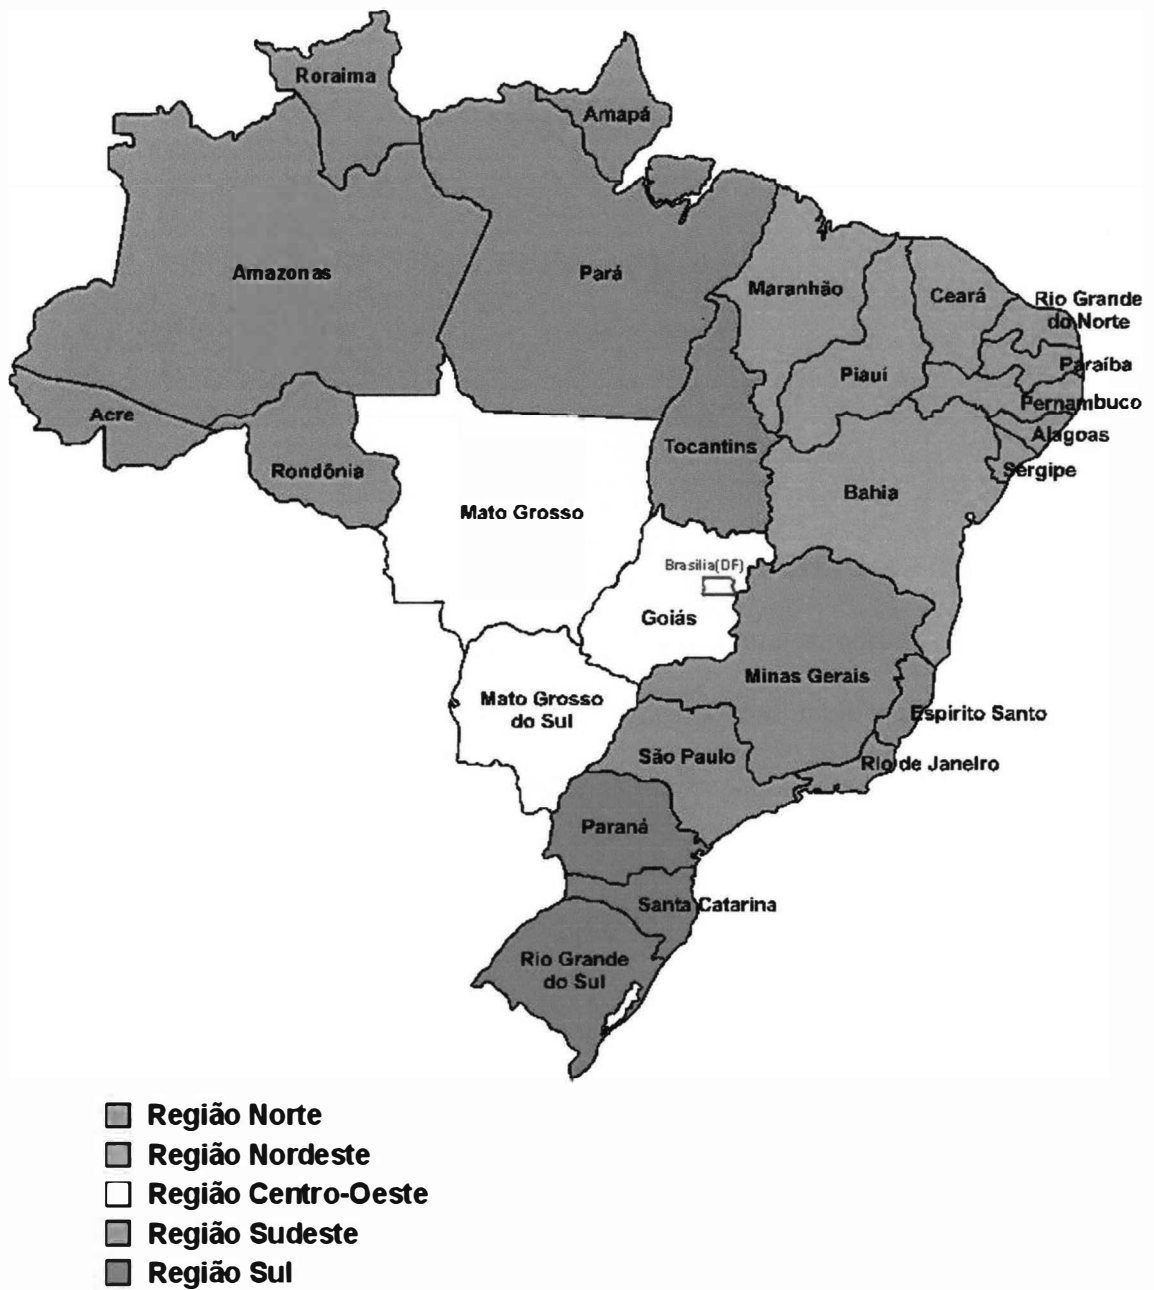 Roraima
Amapá
Amazonas
Pará
Maranhão
Ceará
Rio Grande
do Norte
Paraíba
Piauí
Pernambuco
Acre
Alagoas
Tocantins
Sergipe
Rondônia
Bahia
Mato Grosso
Brasilia(DF)
Goiás
Minas Gerais
Mato Grosso
do Sul
Espirito Santo
São Paulo
Rio de Janeiro
Paraná
Santa Catarina
Rio Grande
do Sul
Região Norte
Região Nordeste
Região Centro-Oeste
Região Sudeste
Região Sul